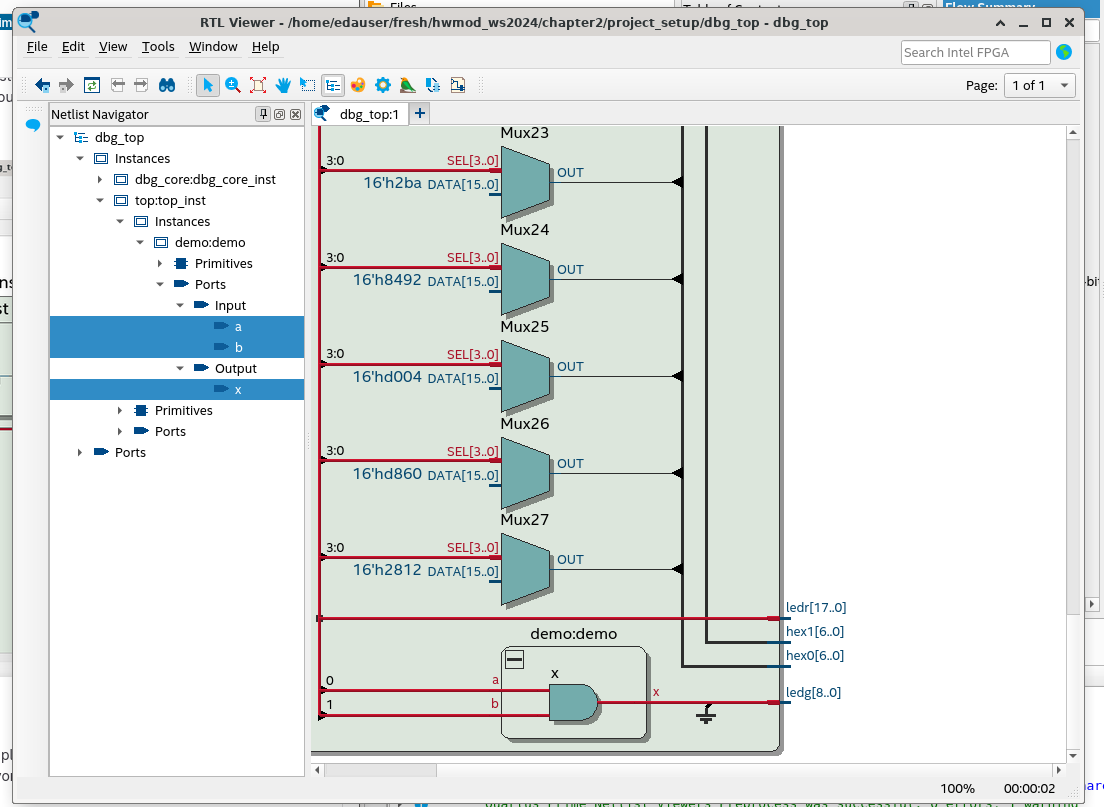 Files
RTL Viewer - /home/edauser/fresh/hwmod_ws2024/chapter2/project_setup/dbg_top - dbg_top
File Edit View Tools Window Help
Search Intel FPGA
Page: 1 of 1
Netlist Navigator
dbg_top:1
dbg_top
Instances
dbg_core:dbg_core_inst
top:top_inst
Instances
demo:demo
Primitives
Ports
Input
a
b
Output
x
Primitives
Ports
Ports
Mux23
3:0
SEL[3..0]
16'h2ba DATA[15..0]
OUT
Mux24
3:0
SEL[3..0]
16'h8492 DATA[15..0]
OUT
Mux25
3:0
SEL[3..0]
16'hd004 DATA[15..0]
OUT
Mux26
3:0
SEL[3..0]
16'hd860 DATA[15..0]
OUT
Mux27
3:0
SEL[3..0]
16'h2812 DATA[15..0]
OUT
ledr[17..0]
hex1[6..0]
hex0[6..0]
ledg[8..0]
demo:demo
x
0
a
1
b
x
100% 00:00:02